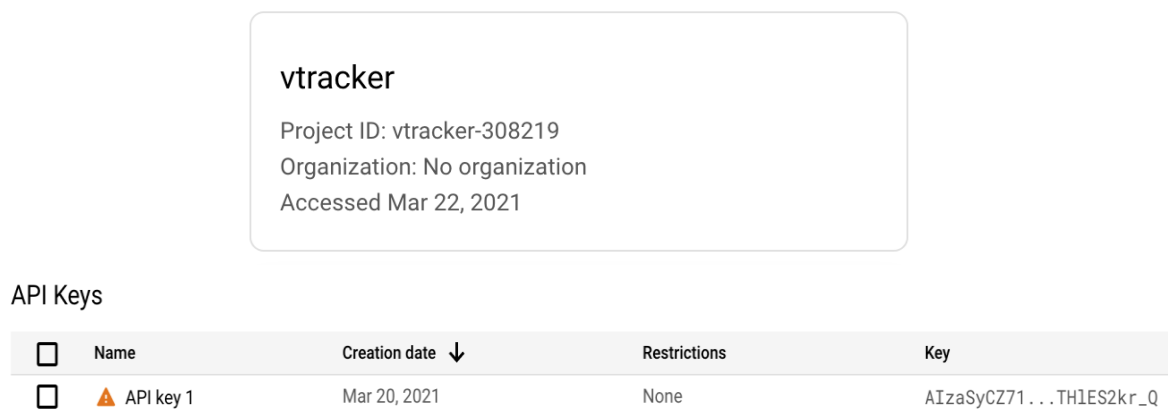 vtracker
Project ID: vtracker-308219
Organization: No organization
Accessed Mar 22, 2021
API Keys
Name Creation date Restrictions Key
API key 1 Mar 20, 2021 None AIzaSyCZ71...THlES2kr_Q